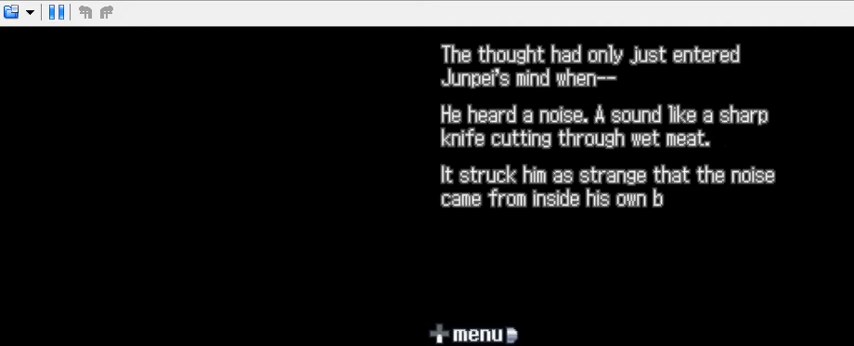 The thought had only just entered
Junpei's mind when--
He heard a noise. A sound like a sharp
knife cutting through wet meat.
It struck him as strange that the noise
came from inside his own b
menu